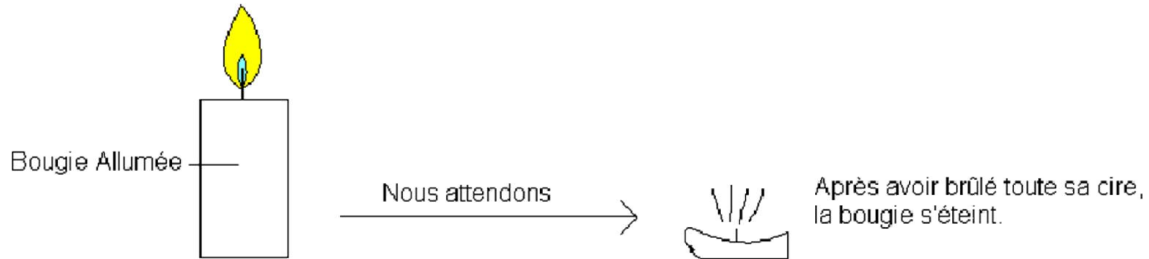 Bougie Allumée
Nous attendons
Après avoir brûlé toute sa cire,
la bougie s'éteint.